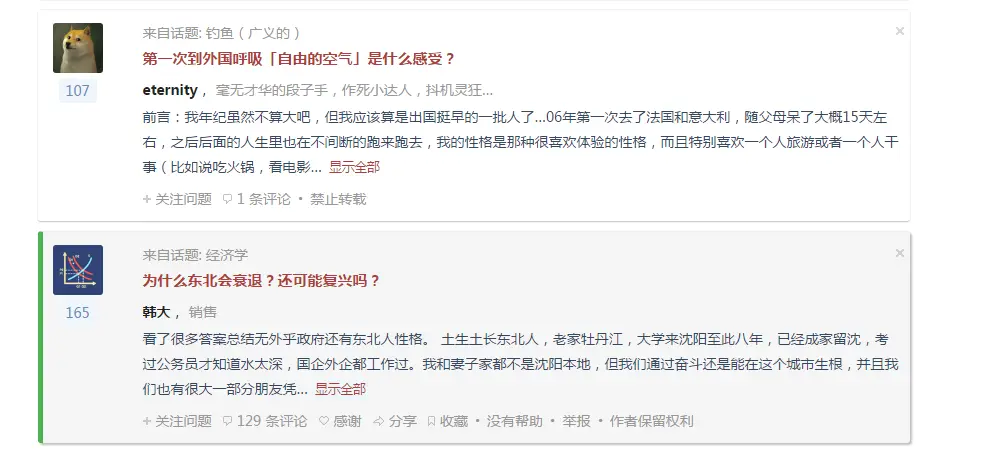 来自话题: 钓鱼（广义的）
第一次到外国呼吸「自由的空气」是什么感受？
107
eternity， 毫无才华的段子手，作死小达人，抖机灵狂...
前言：我年纪虽然不算大吧，但我应该算是出国挺早的一批人了...06年第一次去了法国和意大利，随父母呆了大概15天左
右，之后后面的人生里也在不间断的跑来跑去，我的性格是那种很喜欢体验的性格，而且特别喜欢一个人旅游或者一个人干
事（比如说吃火锅，看电影... 显示全部
+ 关注问题 1 条评论 • 禁止转载
来自话题: 经济学
为什么东北会衰退？还可能复兴吗？
165
韩大， 销售
看了很多答案总结无外乎政府还有东北人性格。 土生土长东北人，老家牡丹江，大学来沈阳至此八年，已经成家留沈，考
过公务员才知道水太深，国企外企都工作过。我和妻子家都不是沈阳本地，但我们通过奋斗还是能在这个城市生根，并且我
们也有很大一部分朋友凭... 显示全部
+ 关注问题 129 条评论 感谢 分享 收藏 • 没有帮助 • 举报 • 作者保留权利